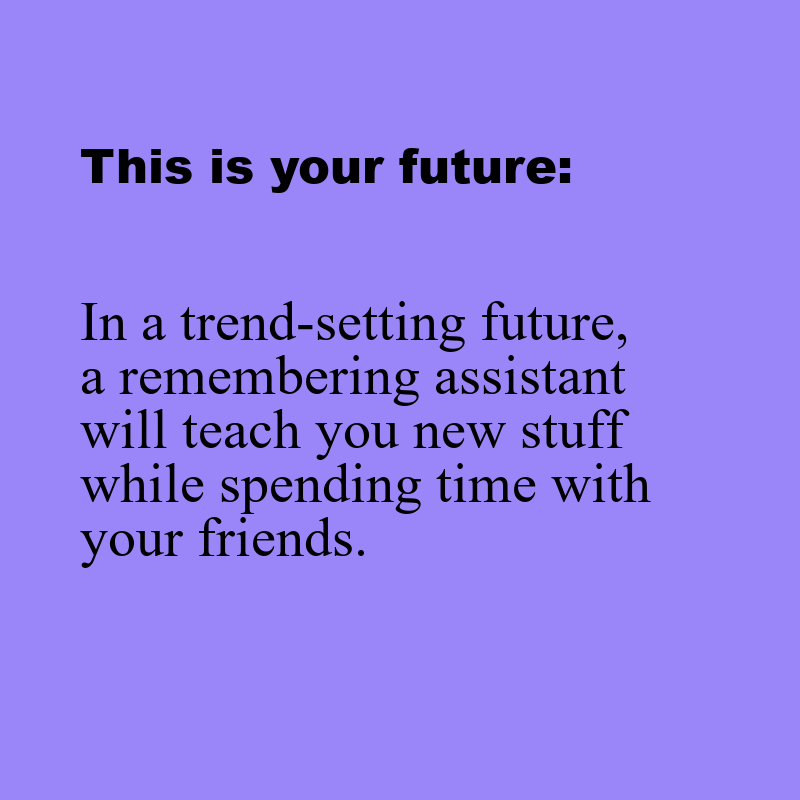 This is your future:
In a trend-setting future,
a remembering assistant
will teach you new stuff
while spending time with
your friends.